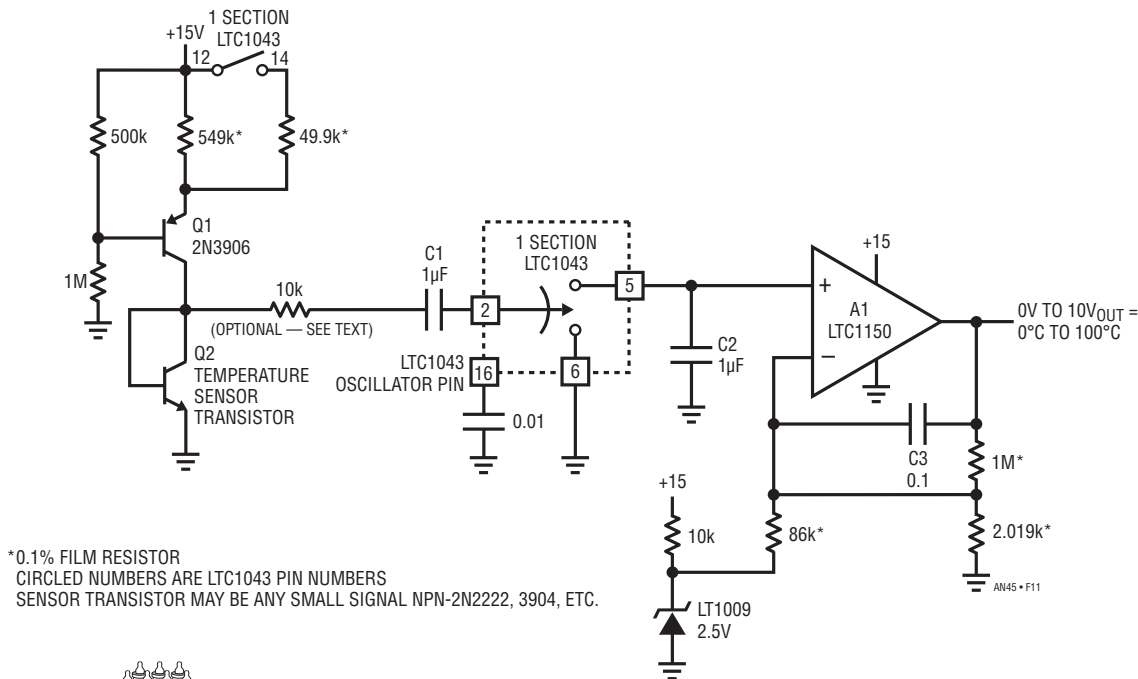 1 SECTION
LTC1043
+15V
12
14
500k
549k*
49.9k*
Q1
2N3906
1M
10k
(OPTIONAL — SEE TEXT)
C1
1µF
1 SECTION
LTC1043
2
5
16
6
LTC1043
OSCILLATOR PIN
0.01
Q2
TEMPERATURE
SENSOR
TRANSISTOR
C2
1µF
+15
+
A1
LTC1150
–
0V TO 10VOUT =
0°C TO 100°C
C3
0.1
1M*
2.019k*
+15
10k
86k*
LT1009
2.5V
*0.1% FILM RESISTOR
CIRCLED NUMBERS ARE LTC1043 PIN NUMBERS
SENSOR TRANSISTOR MAY BE ANY SMALL SIGNAL NPN-2N2222, 3904, ETC.
AN45 • F11